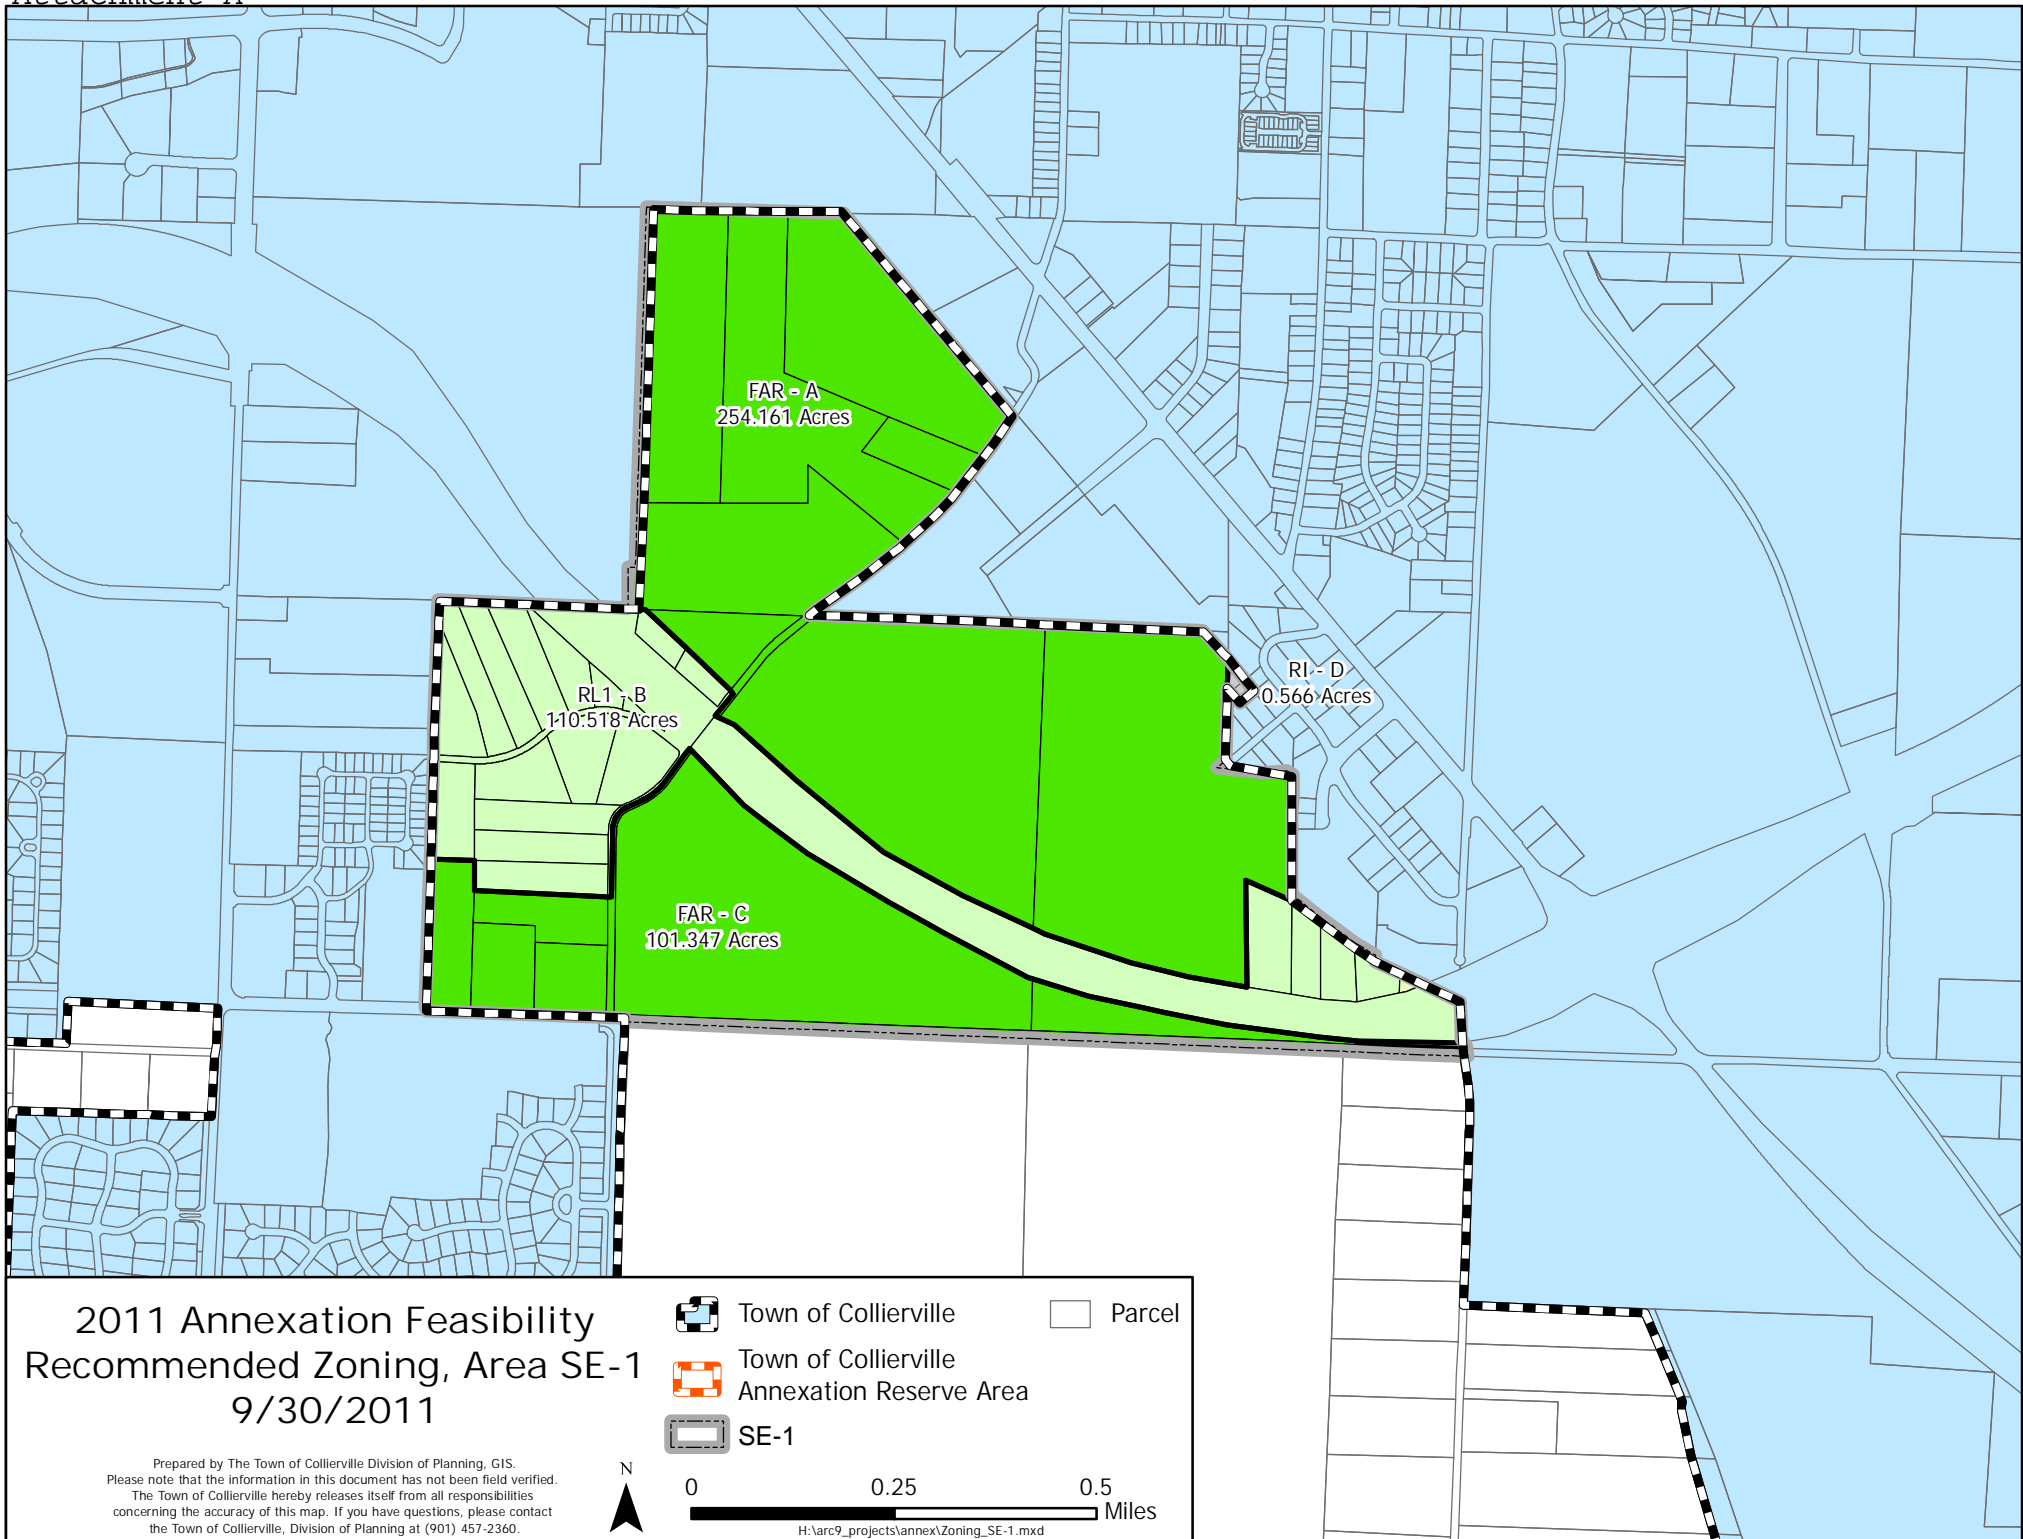 FAR - A
254.161 Acres
RL1 - B
110.518 Acres
RI - D
0.566 Acres
FAR - C
101.347 Acres
2011 Annexation Feasibility
Recommended Zoning, Area SE-1
9/30/2011
Prepared by The Town of Collierville Division of Planning, GIS.
Please note that the information in this document has not been field verified.
The Town of Collierville hereby releases itself from all responsibilities
concerning the accuracy of this map. If you have questions, please contact
the Town of Collierville, Division of Planning at (901) 457-2360.
Town of Collierville
Parcel
Town of Collierville
Annexation Reserve Area
SE-1
N
0 0.25 0.5
Miles
H:\arc9_projects\annex\Zoning_SE-1.mxd